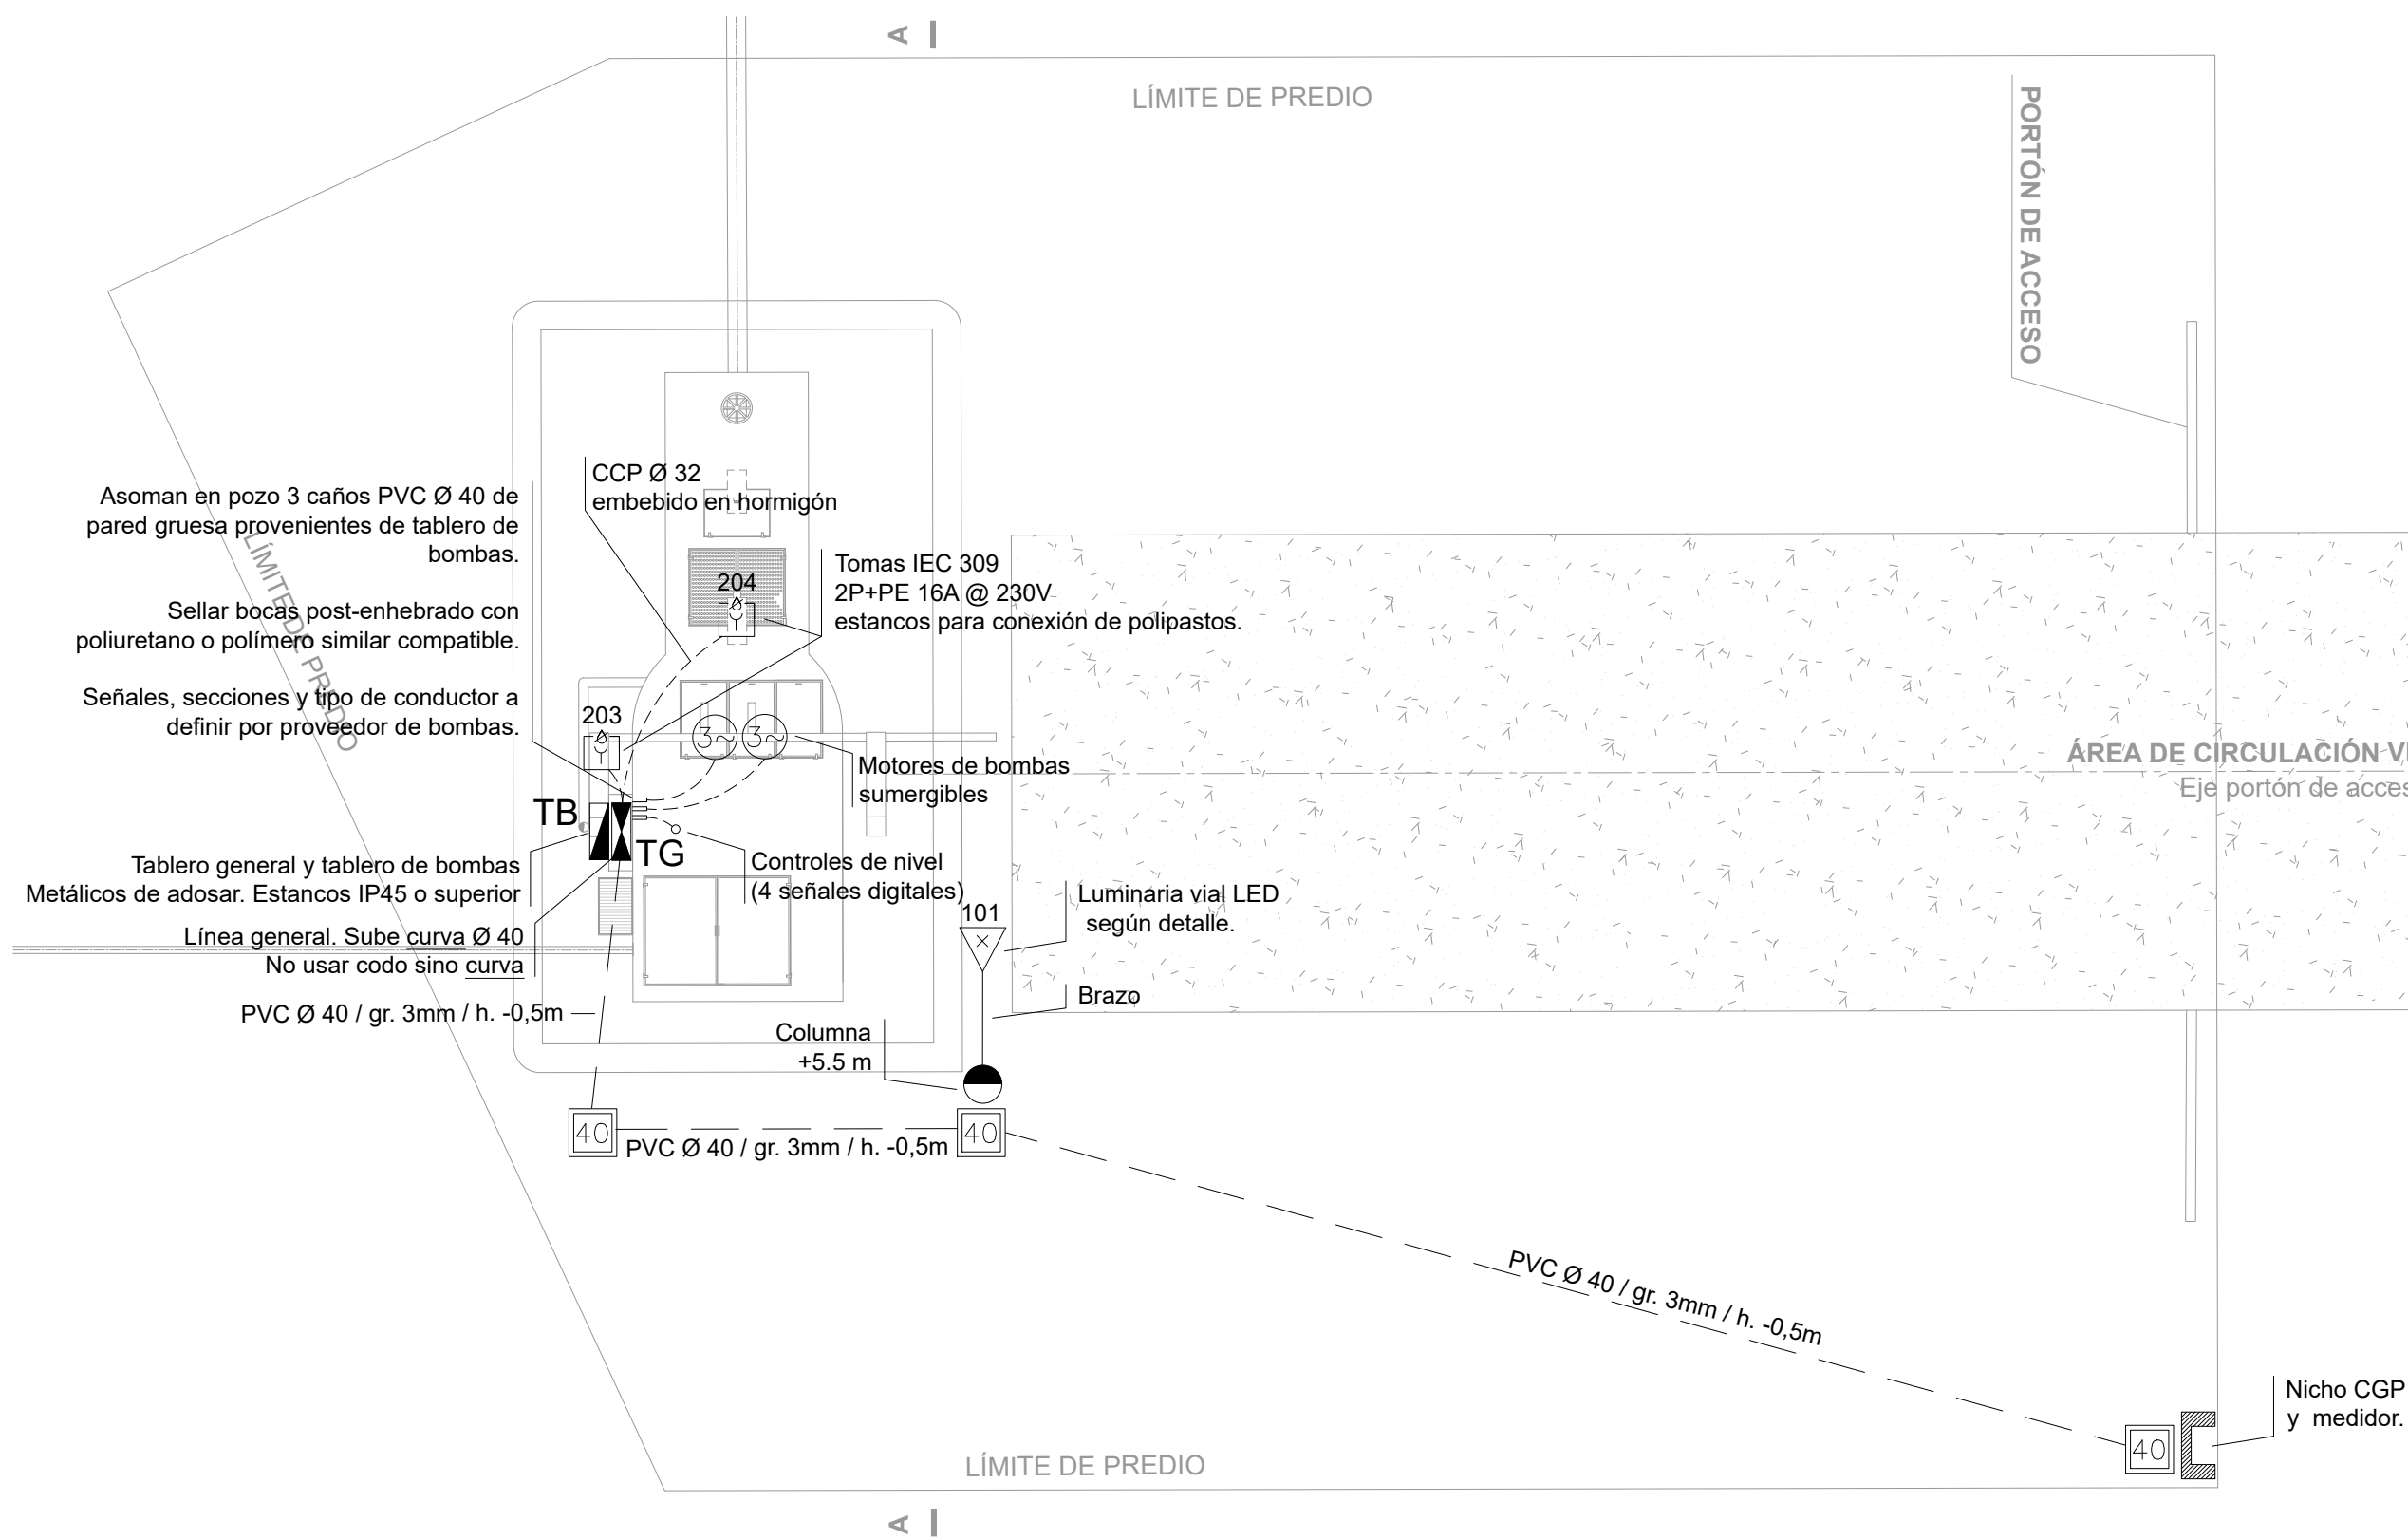 A
LÍMITE DE PREDIO
PORTÓN DE ACCESO
CCP Ø 32
embebido en hormigón
Asoman en pozo 3 caños PVC Ø 40 de
pared gruesa provenientes de tablero de
bombas.
Sellar bocas post-enhebrado con
poliuretano o polímero similar compatible.
Señales, secciones y tipo de conductor a
definir por proveedor de bombas.
LÍMITE DE PREDIO
Tomas IEC 309
2P+PE 16A @ 230V
estancos para conexión de polipastos.
204
203
3~
3~
Motores de bombas
sumergibles
ÁREA DE CIRCULACIÓN
Eje portón de
TB
TG
Tablero general y tablero de bombas
Metálicos de adosar. Estancos IP45 o superior
Controles de nivel
(4 señales digitales)
Línea general. Sube curva Ø 40
No usar codo sino curva
101
Luminaria vial LED
según detalle.
Brazo
PVC Ø 40 / gr. 3mm / h. -0,5m
Columna
+5.5 m
40
PVC Ø 40 / gr. 3mm / h. -0,5m
40
PVC Ø 40 / gr. 3mm / h. -0,5m
40
Nicho CGP
y medidor.
LÍMITE DE PREDIO
A